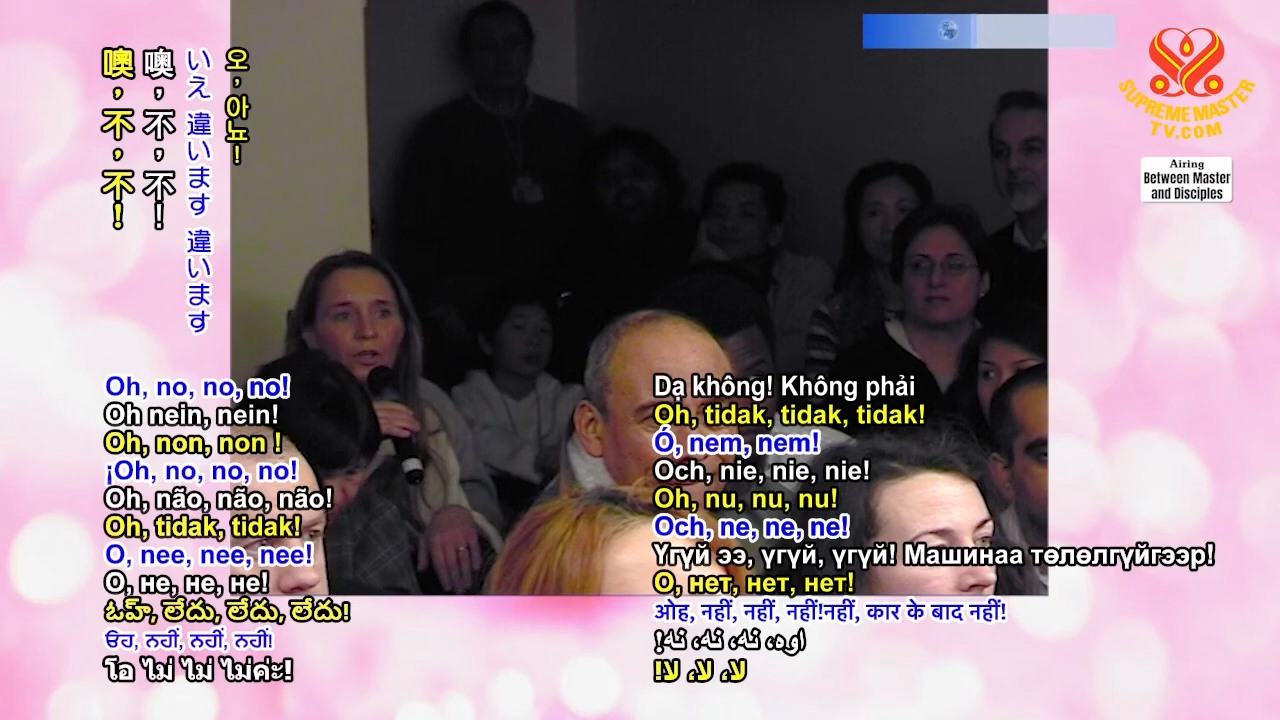 噢，不，不！
噢，不，不！
いえ 違います 違います
오, 아뇨!
SUPREME MASTER
TV.COM
Airing
Between Master
and Disciples
Oh, no, no, no!
Oh nein, nein!
Oh, non, non !
¡Oh, no, no, no!
Oh, não, não, não!
Oh, tidak, tidak!
O, nee, nee, nee!
О, не, не, не!
ఓహ్, లేదు, లేదు, లేదు!
ਓਹ, ਨਹੀਂ, ਨਹੀਂ, ਨਹੀਂ!
โอ ไม่ ไม่ ไม่ค่ะ!
Dạ không! Không phải
Oh, tidak, tidak, tidak!
Ó, nem, nem!
Och, nie, nie, nie!
Oh, nu, nu, nu!
Och, ne, ne, ne!
Үгүй ээ, үгүй, үгүй! Машинаа төлөлгүйгээр!
О, нет, нет, нет!
ओह, नहीं, नहीं, नहीं!नहीं, कार के बाद नहीं!
اوه، نه، نه، نه!
لا، لا، لا!